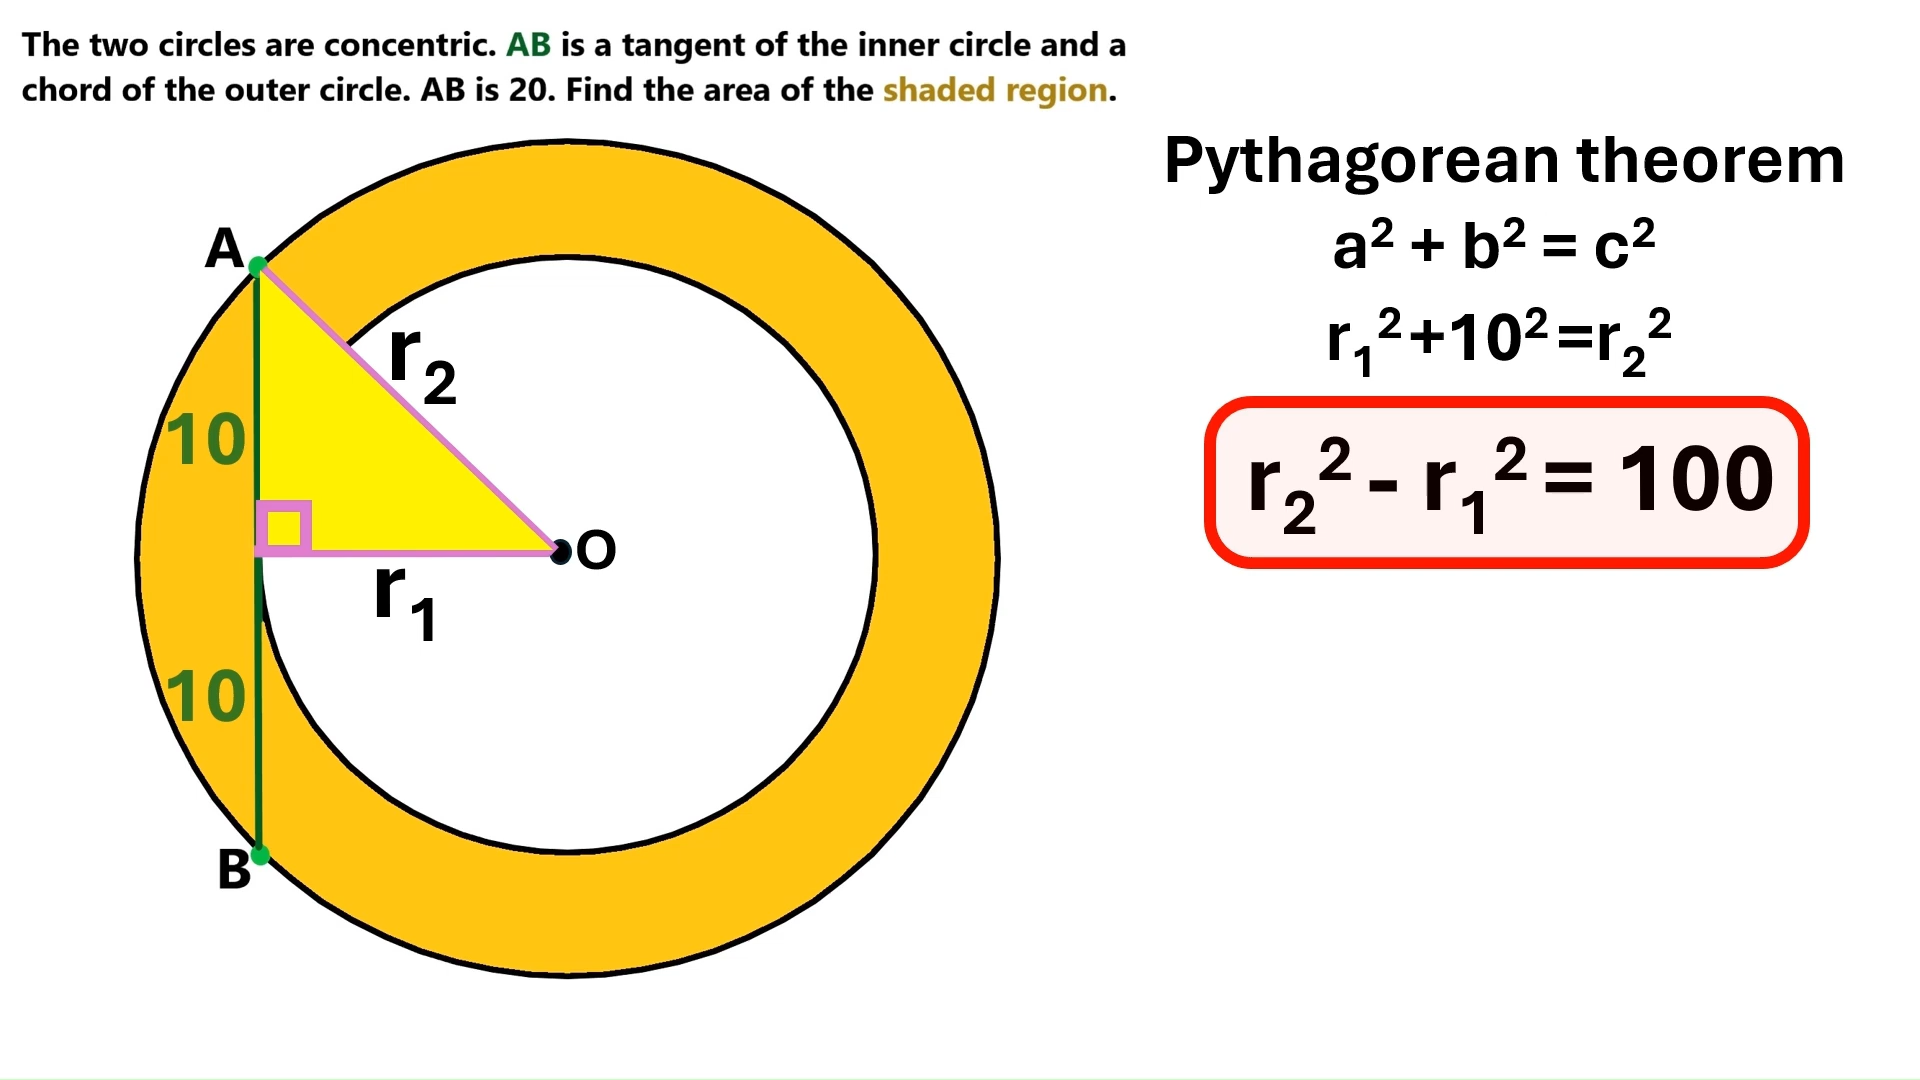 The two circles are concentric. AB is a tangent of the inner circle and a
chord of the outer circle. AB is 20. Find the area of the shaded region.
Pythagorean theorem
a² + b² = c²
r₁²+10²=r₂²
r₂² - r₁² = 100
A
r₂
10
O
r₁
10
B